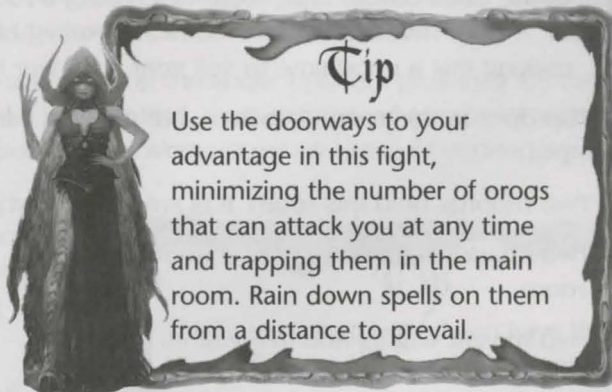 Tip
Use the doorways to your
advantage in this fight,
minimizing the number of orogs
that can attack you at any time
and trapping them in the main
room. Rain down spells on them
from a distance to prevail.